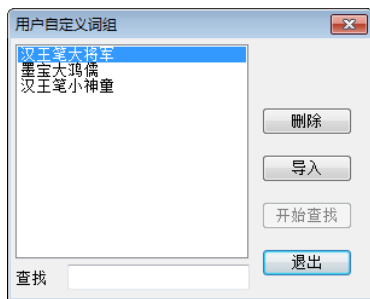 用户自定义词组
汉王笔大将军
墨宝大鸿儒
汉王笔小神童
删除
导入
开始查找
退出
查找